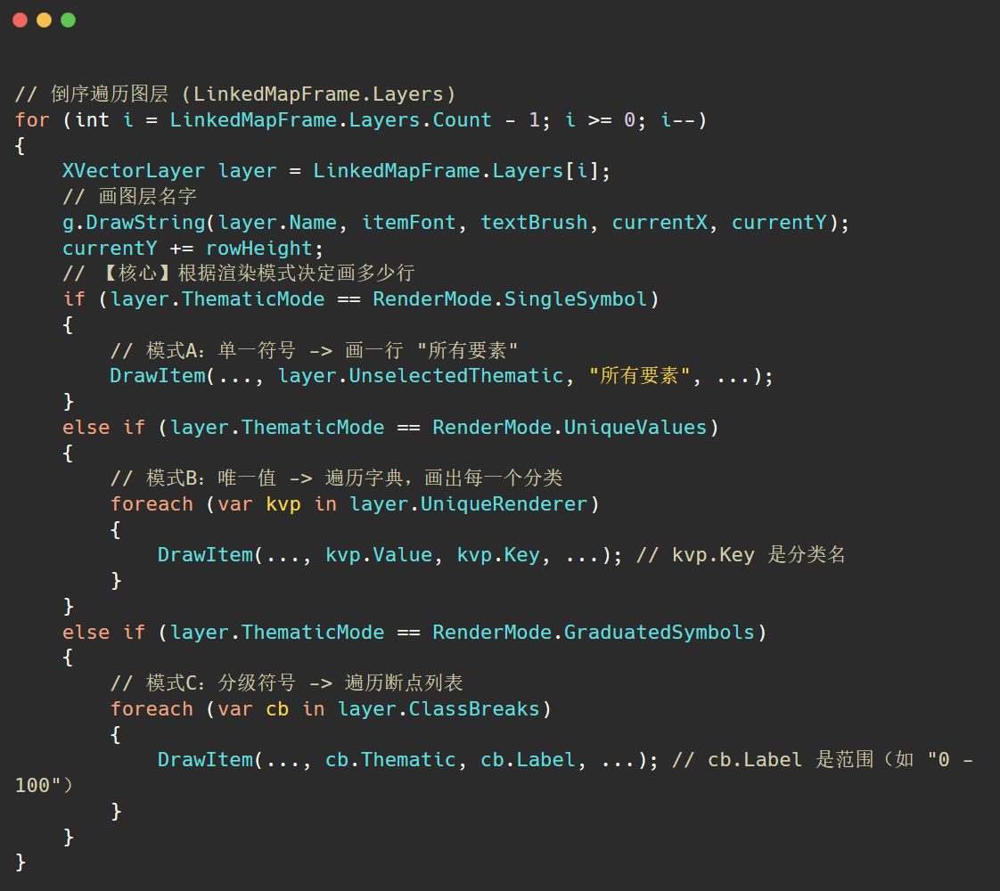 // 倒序遍历图层 (LinkedMapFrame.Layers)
for (int i = LinkedMapFrame.Layers.Count - 1; i >= 0; i--)
{
    XVectorLayer layer = LinkedMapFrame.Layers[i];
    // 画图层名字
    g.DrawString(layer.Name, itemFont, textBrush, currentX, currentY);
    currentY += rowHeight;
    // 【核心】根据渲染模式决定画多少行
    if (layer.ThematicMode == RenderMode.SingleSymbol)
    {
        // 模式A：单一符号 -> 画一行 "所有要素"
        DrawItem(..., layer.UnselectedThematic, "所有要素", ...);
    }
    else if (layer.ThematicMode == RenderMode.UniqueValues)
    {
        // 模式B：唯一值 -> 遍历字典，画出每一个分类
        foreach (var kvp in layer.UniqueRenderer)
        {
            DrawItem(..., kvp.Value, kvp.Key, ...); // kvp.Key 是分类名
        }
    }
    else if (layer.ThematicMode == RenderMode.GraduatedSymbols)
    {
        // 模式C：分级符号 -> 遍历断点列表
        foreach (var cb in layer.ClassBreaks)
        {
            DrawItem(..., cb.Thematic, cb.Label, ...); // cb.Label 是范围（如 "0 -
100"）
        }
    }
}